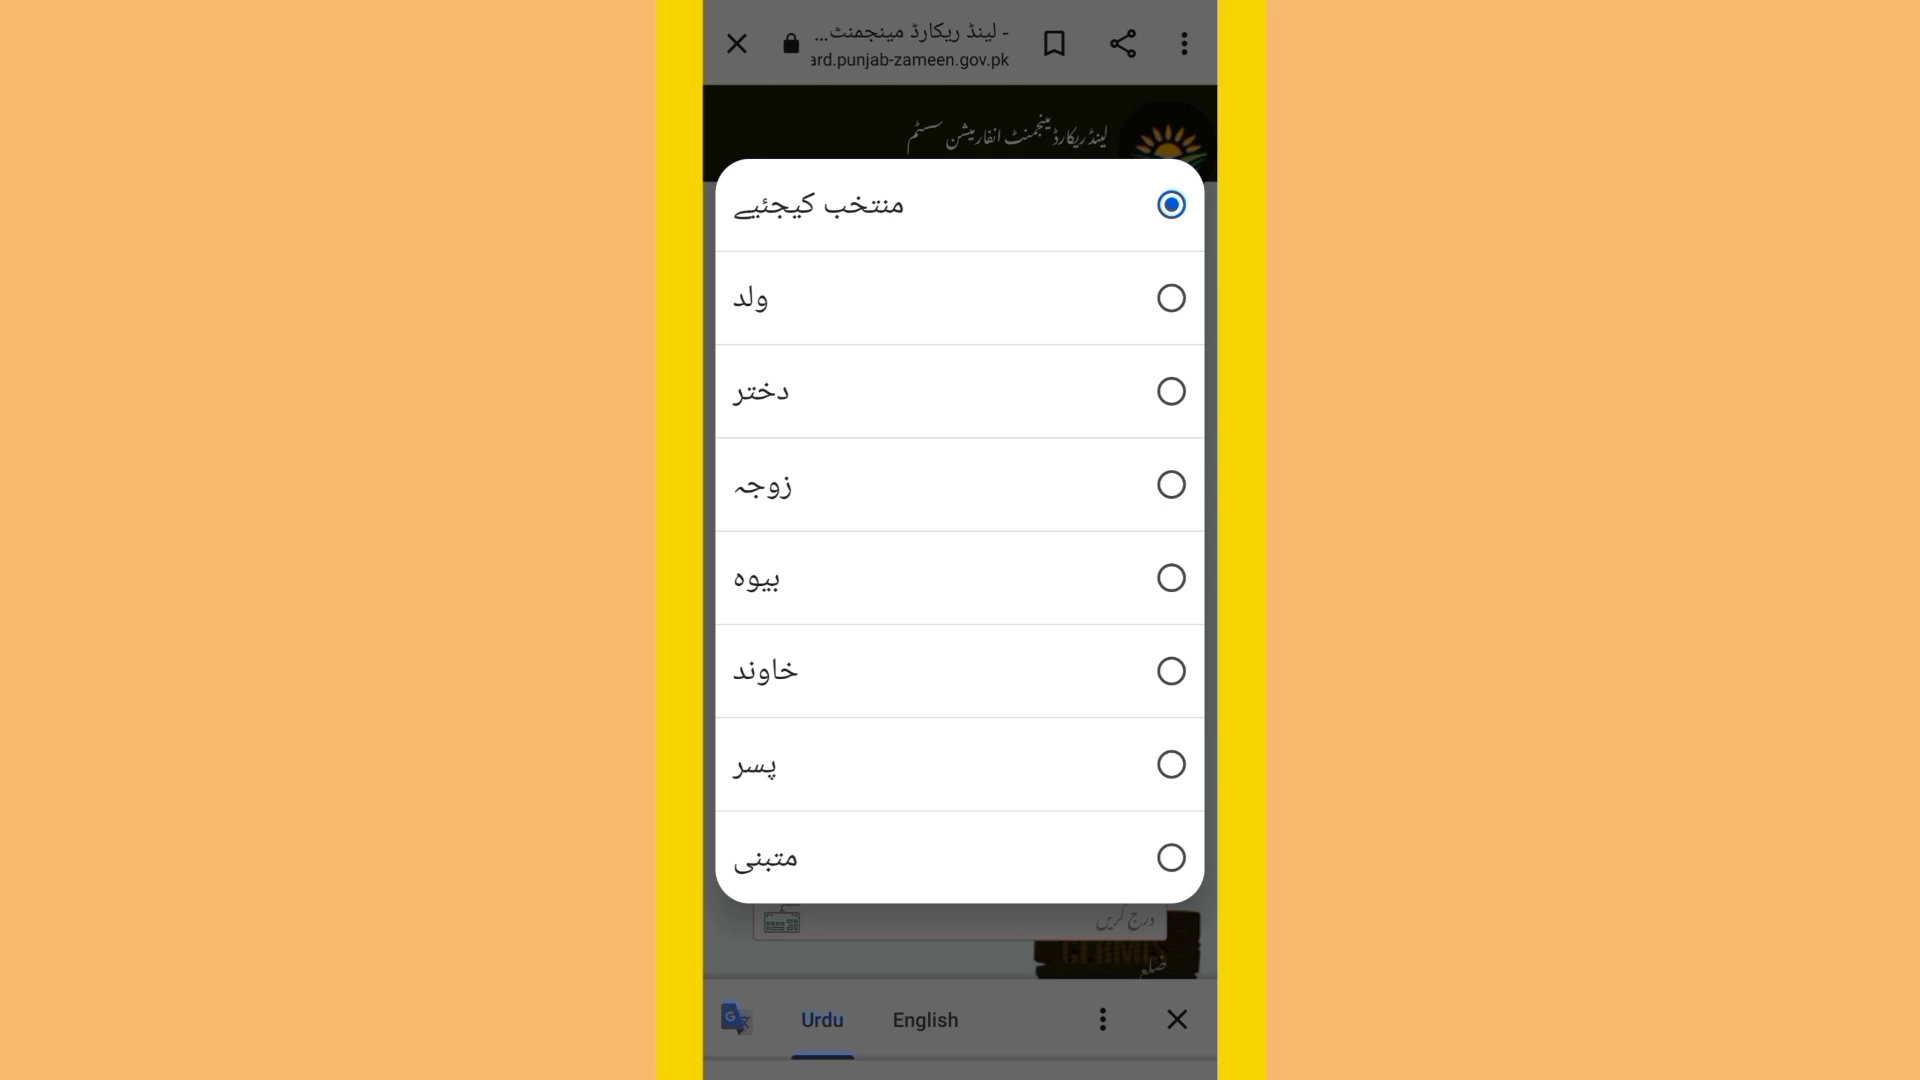 - لینڈ ریکارڈ مینجمنٹ...
ard.punjab-zameen.gov.pk
لینڈ ریکارڈ مینجمنٹ انفارمیشن سسٹم
منتخب کیجئیے
ولد
دختر
زوجہ
بیوہ
خاوند
پسر
متبنی
درج کریں
ضلع
Urdu English